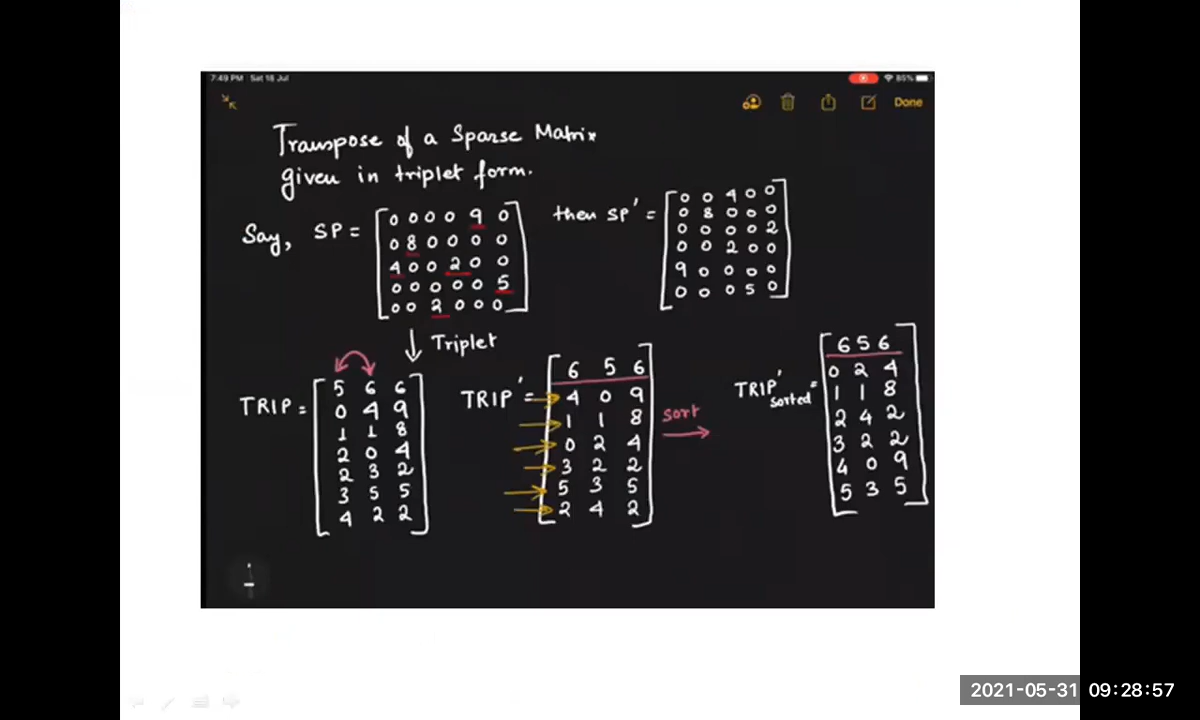 7:49 PM Sat 18 Jul
85%
Done
Transpose of a Sparse Matrix
given in triplet form.
Say, SP =
0 0 0 0 9 0
0 8 0 0 0 0
4 0 0 2 0 0
0 0 0 0 0 5
0 0 2 0 0 0
then SP' =
0 0 4 0 0
0 8 0 0 0
0 0 0 0 2
0 0 2 0 0
9 0 0 0 0
0 0 0 5 0
↓ Triplet
TRIP =
5 6 6
0 4 9
1 1 8
2 0 4
2 3 2
3 5 5
4 2 2
TRIP' =
6 5 6
4 0 9
1 1 8
0 2 4
3 2 2
5 3 5
2 4 2
sort
TRIP' sorted =
6 5 6
0 2 4
1 1 8
2 4 2
3 2 2
4 0 9
5 3 5
2021-05-31 09:28:57